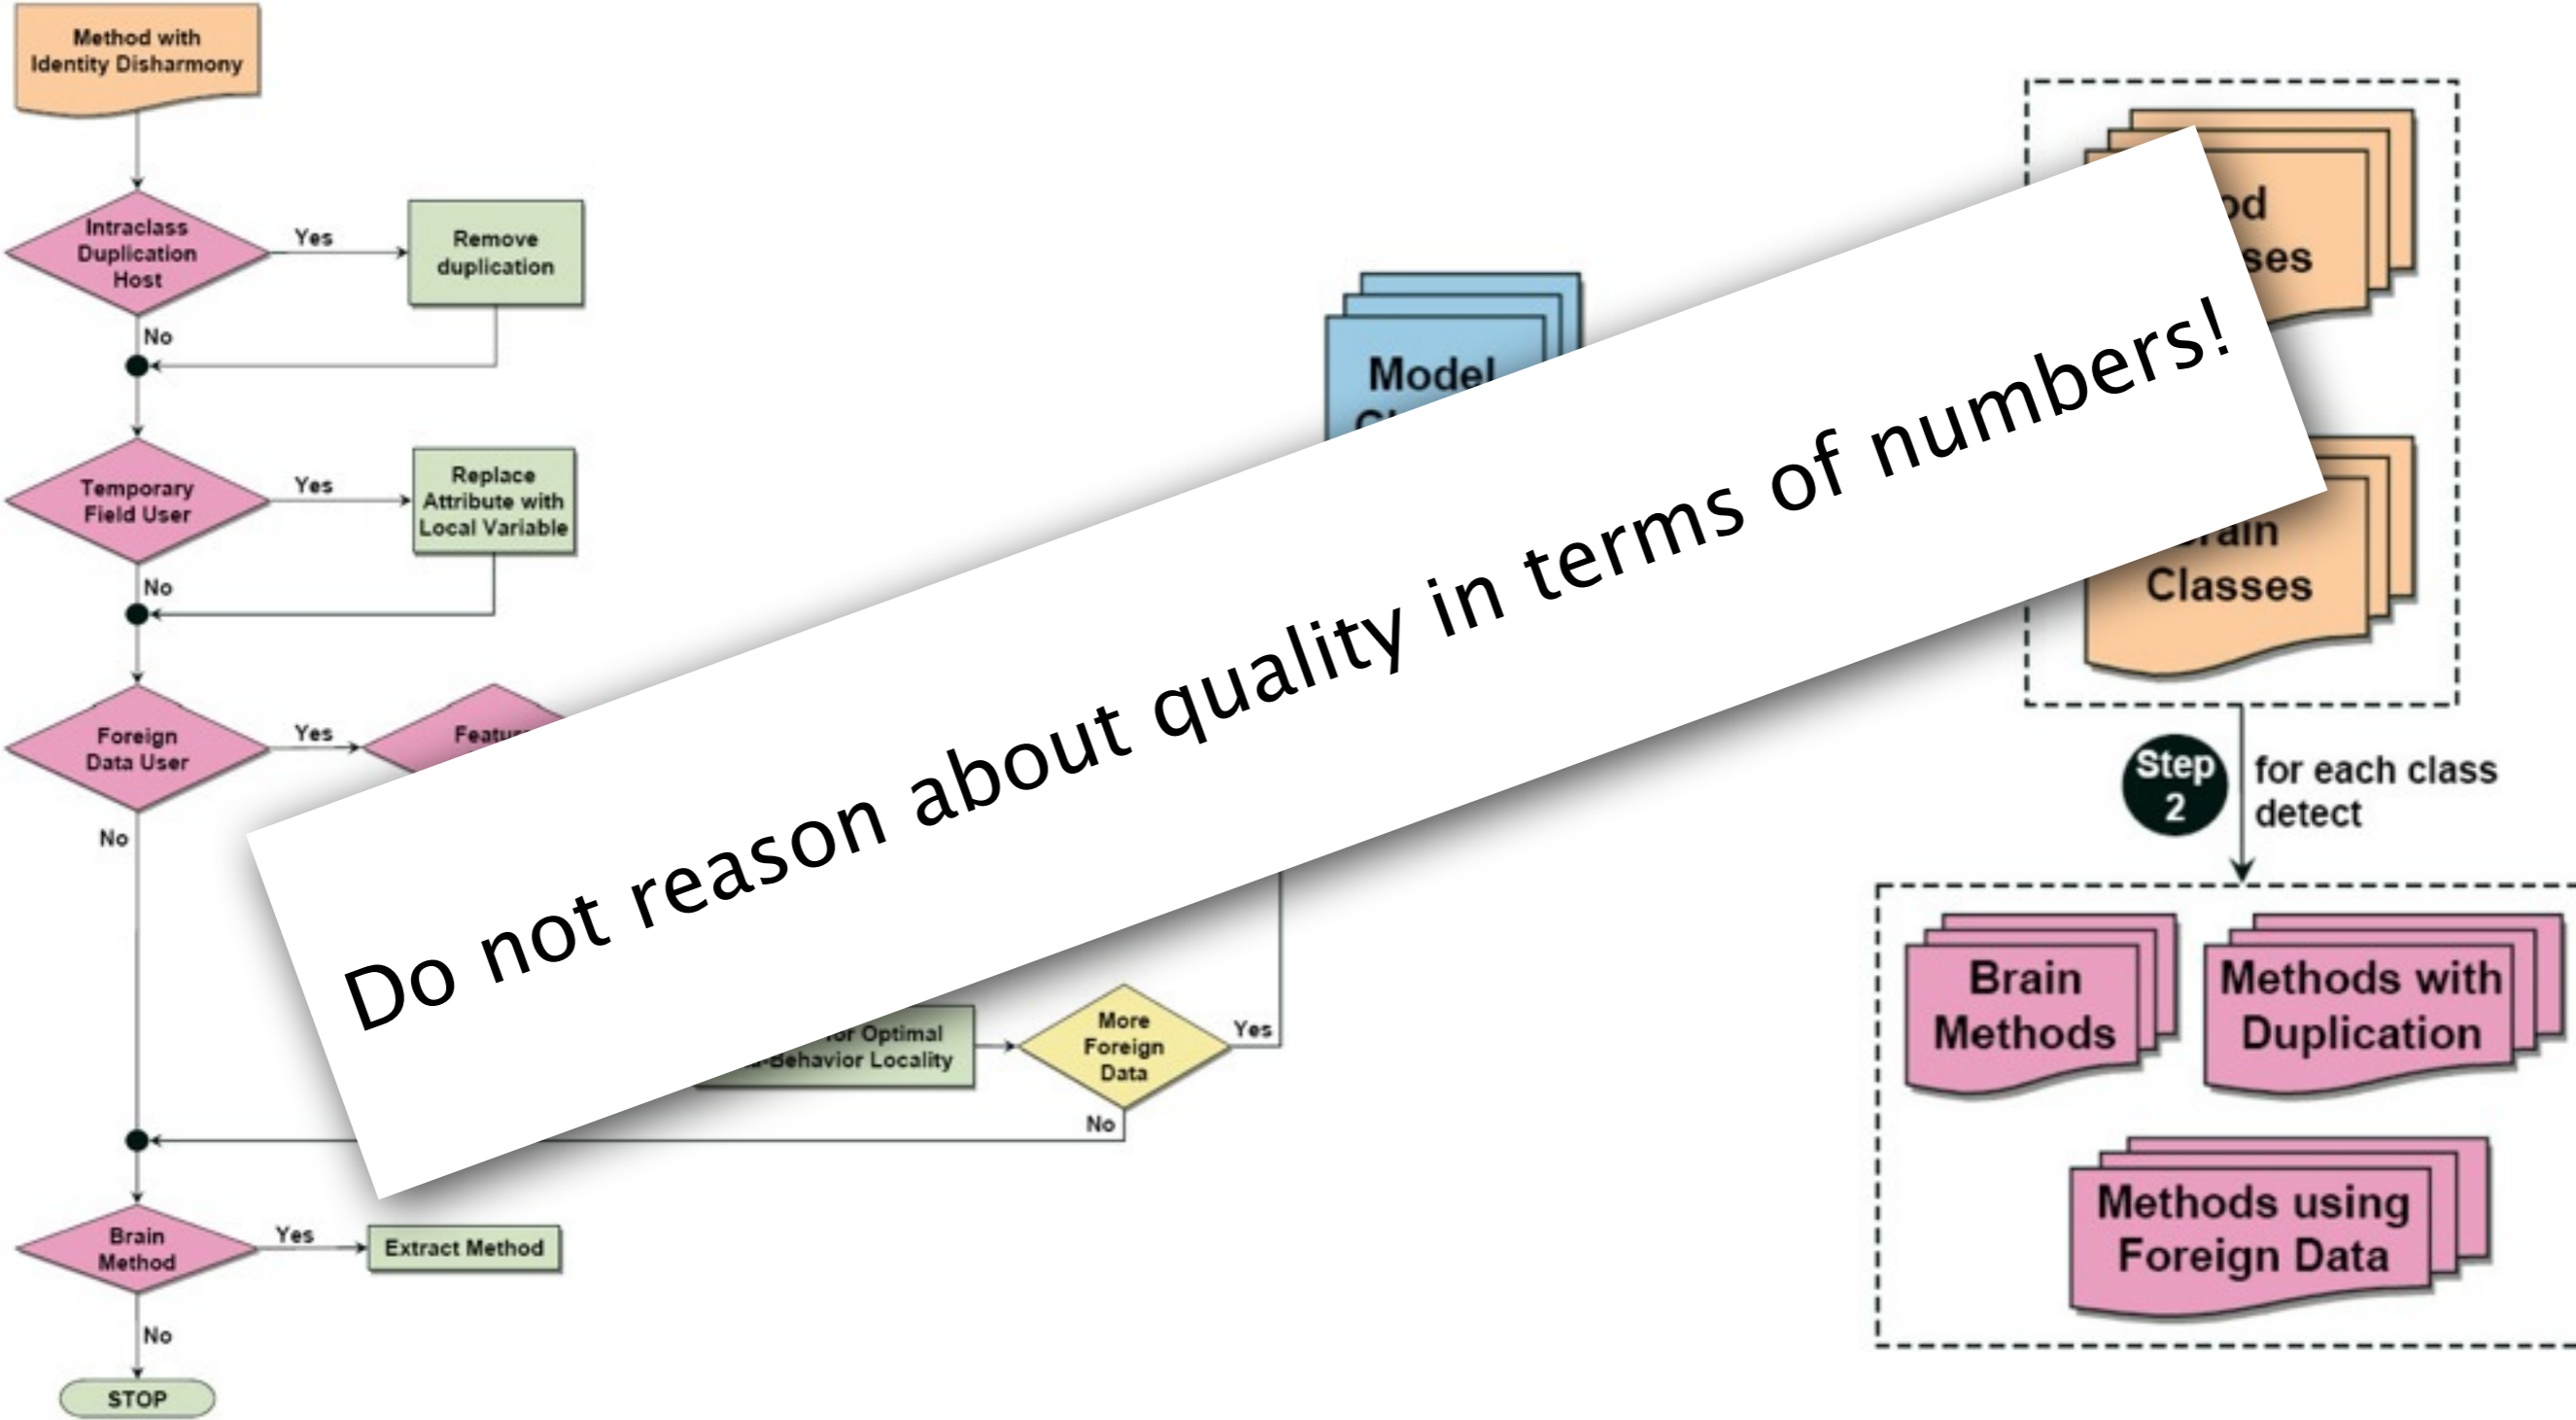 Method with
Identity Disharmony
Intraclass
Duplication
Host
Yes
Remove
duplication
No
Temporary
Field User
Yes
Replace
Attribute with
Local Variable
No
Foreign
Data User
Yes
No
More
Foreign
Data
Yes
No
Optimal
Behavior Locality
Brain
Method
Yes
Extract Method
No
STOP
Do not reason about quality in terms of numbers!
Model
Classes
Step
2
for each class
detect
Brain
Methods
Methods with
Duplication
Methods using
Foreign Data